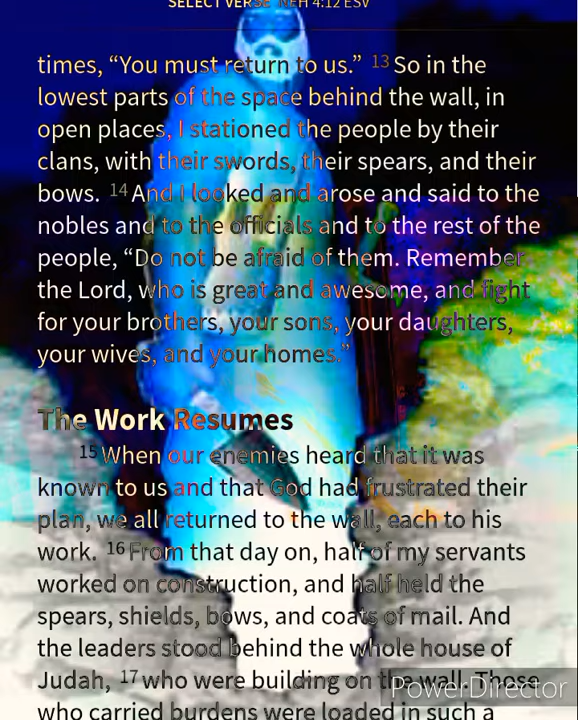 SELECT VERSE NEH 4:12 ESV
times, “You must return to us.” 13 So in the
lowest parts of the space behind the wall, in
open places, I stationed the people by their
clans, with their swords, their spears, and their
bows. 14 And I looked and arose and said to the
nobles and to the officials and to the rest of the
people, “Do not be afraid of them. Remember
the Lord, who is great and awesome, and fight
for your brothers, your sons, your daughters,
your wives, and your homes.”
The Work Resumes
15 When our enemies heard that it was
known to us and that God had frustrated their
plan, we all returned to the wall, each to his
work. 16 From that day on, half of my servants
worked on construction, and half held the
spears, shields, bows, and coats of mail. And
the leaders stood behind the whole house of
Judah, 17 who were building on the wall. Those
who carried burdens were loaded in such a
PowerDirector